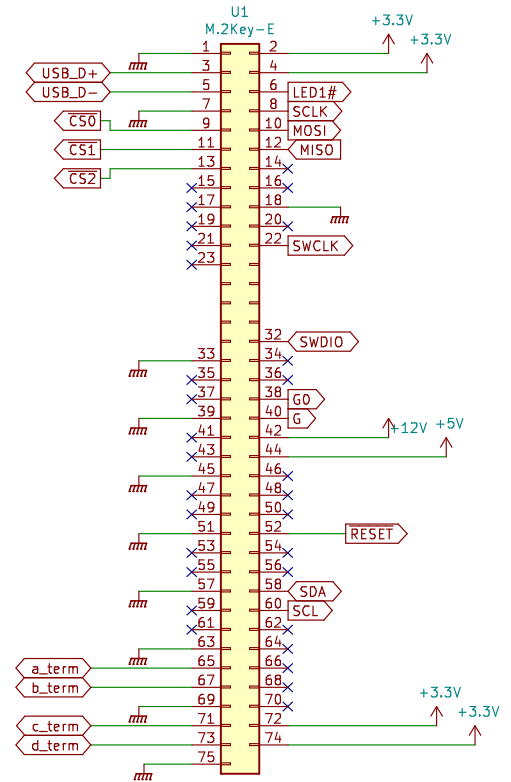 U1
M.2Key-E
+3.3V
1 2
+3.3V
USB_D+ 3 4
USB_D- 5 6 LED1#
7 8 SCLK
CS0 9 10 MOSI
CS1 11 12 MISO
CS2 13 14
15 16
17 18
19 20
21 22 SWCLK
23
32 SWDIO
33 34
35 36
37 38 G0
39 40 G
41 42 +12V +5V
43 44
45 46
47 48
49 50
51 52 RESET
53 54
55 56
57 58 SDA
59 60 SCL
61 62
63 64
a_term 65 66
b_term 67 68
69 70 +3.3V
c_term 71 72 +3.3V
d_term 73 74
75